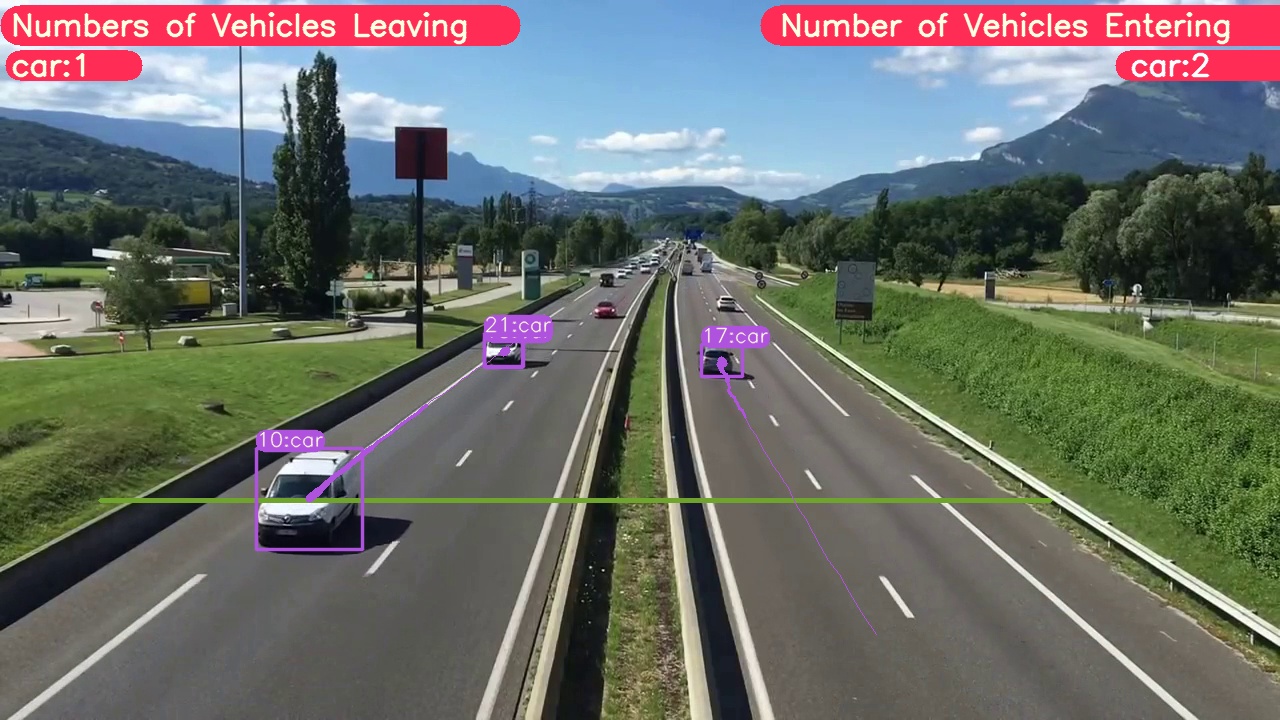 Numbers of Vehicles Leaving
Number of Vehicles Entering
car:1
car:2
21:car
17:car
10:car